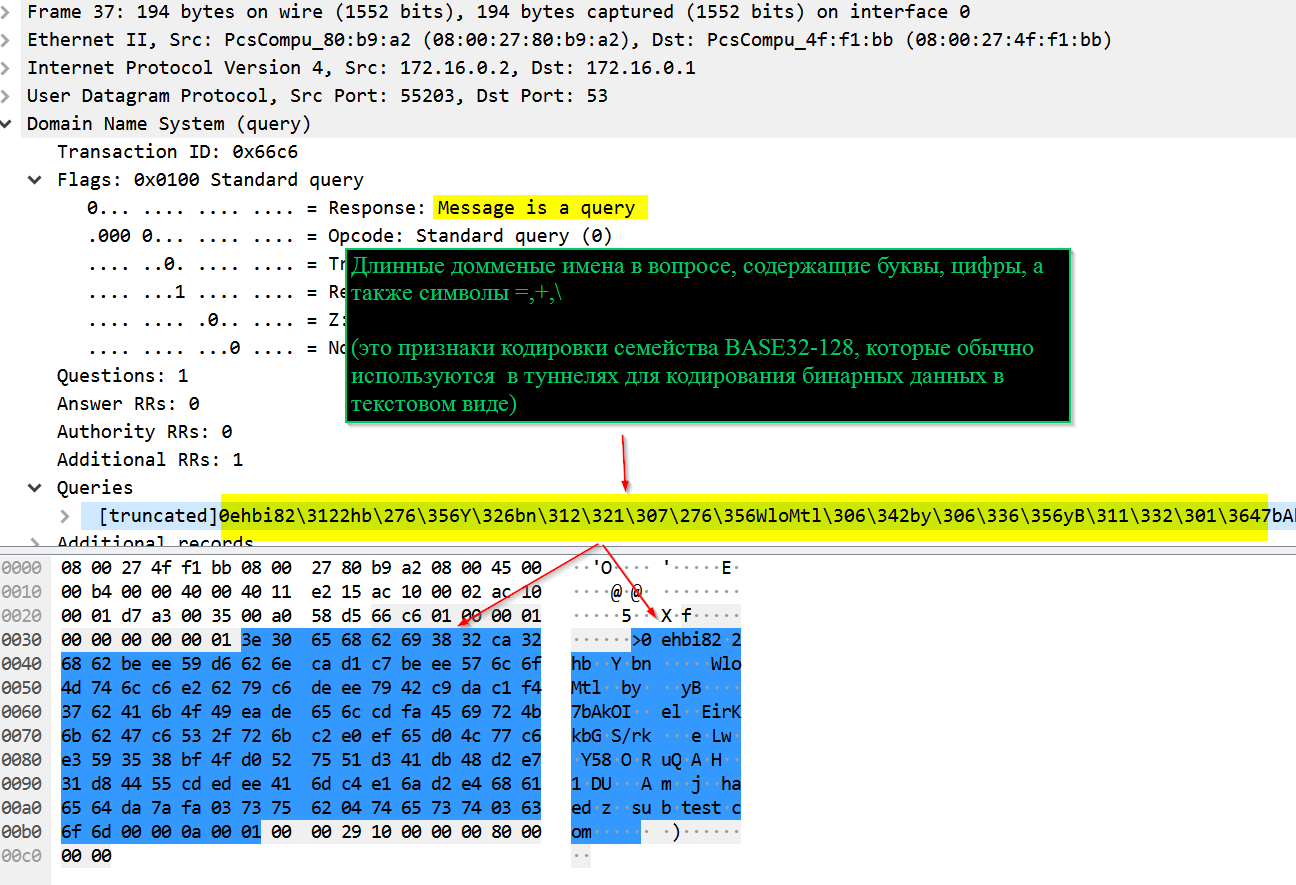 Frame 37: 194 bytes on wire (1552 bits), 194 bytes captured (1552 bits) on interface 0
Ethernet II, Src: PcsCompu_80:b9:a2 (08:00:27:80:b9:a2), Dst: PcsCompu_4f:f1:bb (08:00:27:4f:f1:bb)
Internet Protocol Version 4, Src: 172.16.0.2, Dst: 172.16.0.1
User Datagram Protocol, Src Port: 55203, Dst Port: 53
Domain Name System (query)
Transaction ID: 0x66c6
Flags: 0x0100 Standard query
0... .... .... .... = Response: Message is a query
.000 0... .... .... = Opcode: Standard query (0)
.... ..0. .... .... = Tr
.... ...1 .... .... = Re
.... .... .0.. .... = Z:
.... .... ...0 .... = No
Длинные домменые имена в вопросе, содержащие буквы, цифры, а
также символы =,+,\
(это признаки кодировки семейства BASE32-128, которые обычно
используются в туннелях для кодирования бинарных данных в
текстовом виде)
Questions: 1
Answer RRs: 0
Authority RRs: 0
Additional RRs: 1
Queries
[truncated]0ehbi82\3122hb\276\356Y\326bn\312\321\307\276\356WloMtl\306\342by\306\336\356yB\311\332\301\3647bAk
Additional records
0000 08 00 27 4f f1 bb 08 00 27 80 b9 a2 08 00 45 00 ··'O···· '·····E·
0010 00 b4 00 00 40 00 40 11 e2 15 ac 10 00 02 ac 10 ····@·@· ········
0020 00 01 d7 a3 00 35 00 a0 58 d5 66 c6 01 00 00 01 ·····5·· X·f·····
0030 00 00 00 00 00 01 3e 30 65 68 62 69 38 32 ca 32 ······>0 ehbi82·2
0040 68 62 be ee 59 d6 62 6e ca d1 c7 be ee 57 6c 6f hb··Y·bn ·····Wlo
0050 4d 74 6c c6 e2 62 79 c6 de ee 79 42 c9 da c1 f4 Mtl··by· ··yB····
0060 37 62 41 6b 4f 49 ea de 65 6c cd fa 45 69 72 4b 7bAkOI·· el··EirK
0070 6b 62 47 c6 53 2f 72 6b c2 e0 ef 65 d0 4c 77 c6 kbG·S/rk ···e·Lw·
0080 e3 59 35 38 bf 4f d0 52 75 51 d3 41 db 48 d2 e7 ·Y58·O·R uQ·A·H··
0090 31 d8 44 55 cd ed ee 41 6d c4 e1 6a d2 e4 68 61 1·DU···A m··j··ha
00a0 65 64 da 7a fa 03 73 75 62 04 74 65 73 74 03 63 ed·z··su b·test·c
00b0 6f 6d 00 00 0a 00 01 00 00 29 10 00 00 00 80 00 om······ ·)······
00c0 00 00 ··